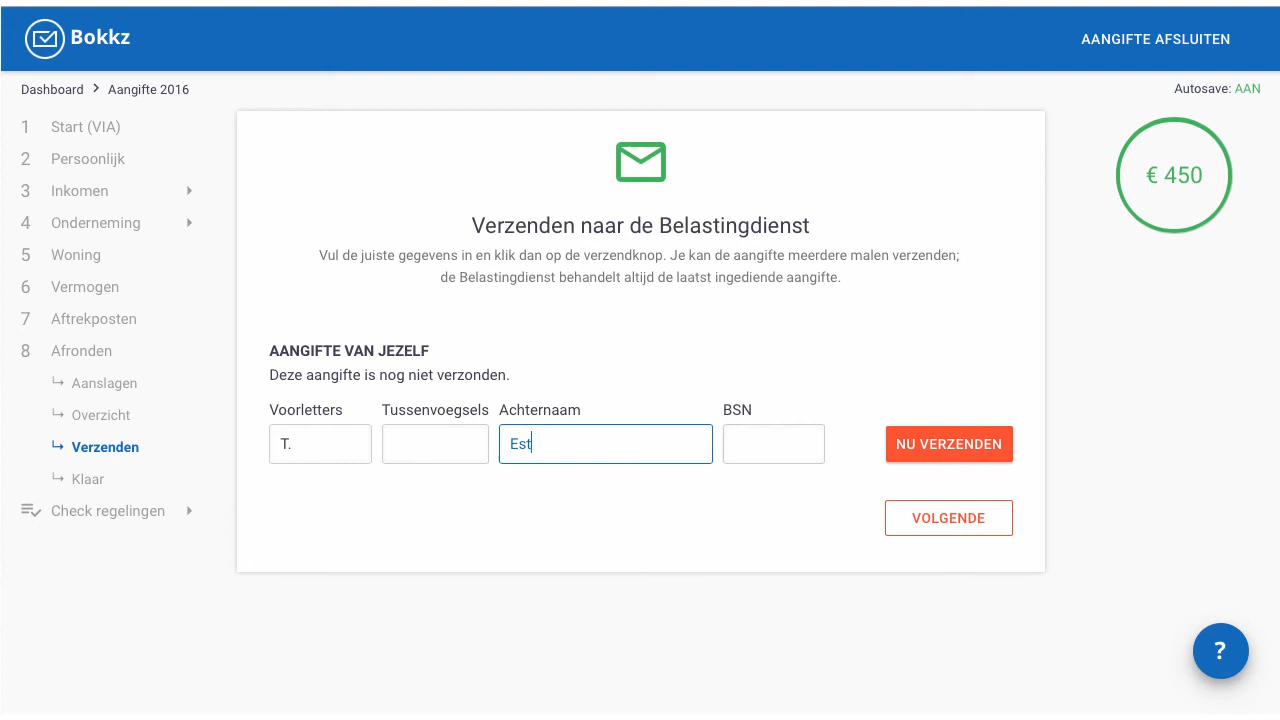 Bokkz
AANGIFTE AFSLUITEN
Dashboard > Aangifte 2016
Autosave: AAN
1 Start (VIA)
2 Persoonlijk
3 Inkomen
4 Onderneming
5 Woning
6 Vermogen
7 Aftrekposten
8 Afronden
Aanslagen
Overzicht
Verzenden
Klaar
Check regelingen
Verzenden naar de Belastingdienst
Vul de juiste gegevens in en klik dan op de verzendknop. Je kan de aangifte meerdere malen verzenden;
de Belastingdienst behandelt altijd de laatst ingediende aangifte.
AANGIFTE VAN JEZELF
Deze aangifte is nog niet verzonden.
Voorletters Tussenvoegsels Achternaam BSN
T. Est NU VERZENDEN
VOLGENDE
€ 450
?